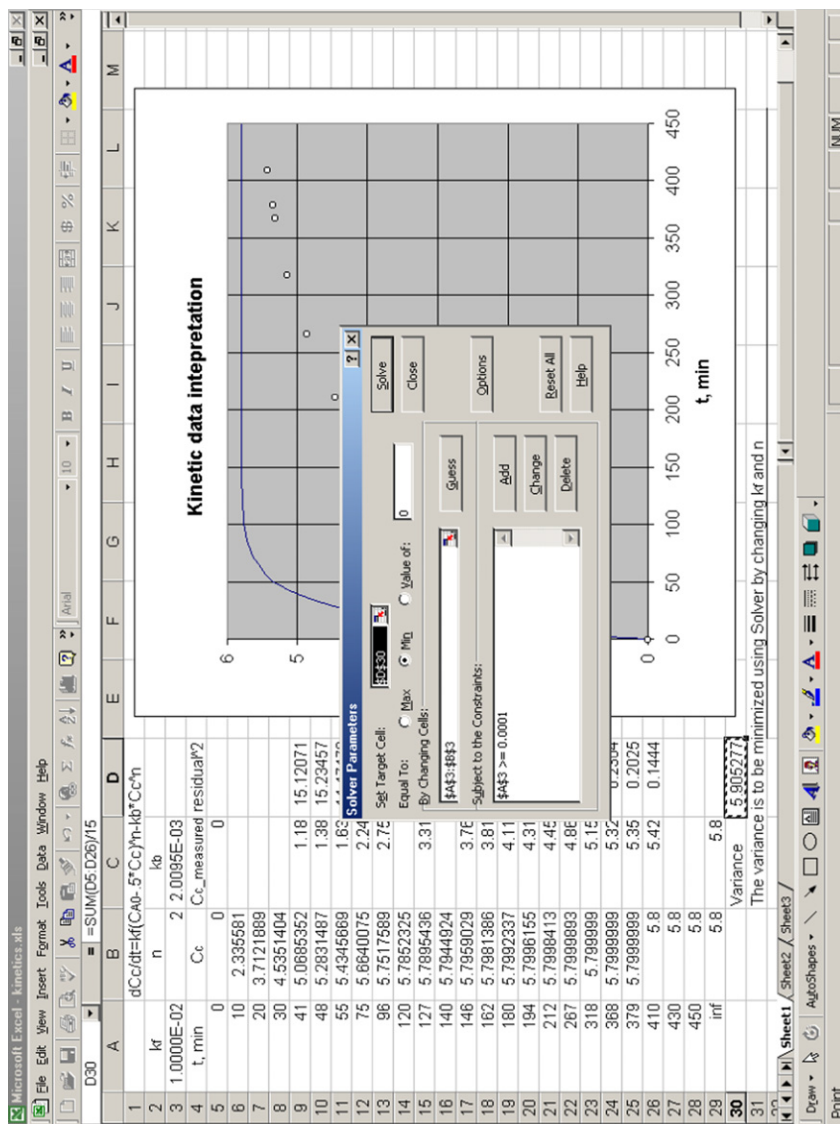 Microsoft Excel - kinetics.xls
File Edit View Insert Format Tools Data Window Help
Arial 10 B I U $ %
D30 = =SUM(D5:D26)/15
A B C D E F G H I J K L M
1 dCc/dt=kf(CA0-.5*Cc)^n-kb*Cc^n
2 kf n kb
3 1.0000E-02 2 2.0095E-03
4 t, min Cc Cc_measured residual^2
5 0 0 0
6 10 2.335581
7 20 3.7121889
8 30 4.5351404
9 41 5.0685352 1.18 15.12071
10 48 5.2831487 1.38 15.23457
11 55 5.4345669 1.63
12 75 5.6640075 2.24
13 96 5.7517589 2.75
14 120 5.7852325
15 127 5.7895436 3.31
16 140 5.7944924
17 146 5.7959029 3.76
18 162 5.7981386 3.81
19 180 5.7992337 4.11
20 194 5.7996155 4.31
21 212 5.7998413 4.45
22 267 5.7999893 4.86
23 318 5.799999 5.15
24 368 5.7999999 5.32
25 379 5.7999999 5.35 0.2025
26 410 5.8 5.42 0.1444
27 430 5.8
28 450 5.8
29 inf 5.8 5.8
30 Variance 5.905277
31 The variance is to be minimized using Solver by changing kf and n
Kinetic data intepretation
6
5
0
0 50 100 150 200 250 300 350 400 450
t, min
Solver Parameters
Set Target Cell: $D$30
Equal To: Max Min Value of: 0
By Changing Cells:
$A$3:$B$3
Guess
Subject to the Constraints:
$A$3 >= 0.0001
Add
Change
Delete
Solve
Close
Options
Reset All
Help
Sheet1 Sheet2 Sheet3
Draw AutoShapes
Point NUM